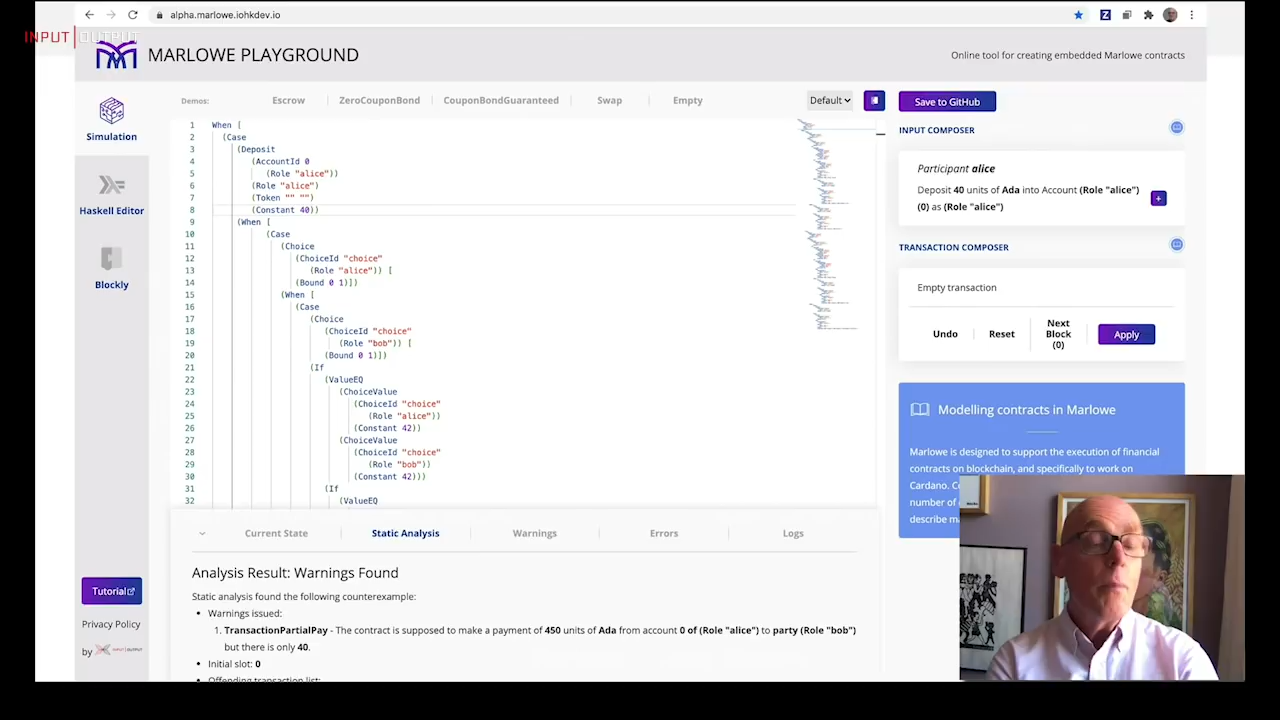 alpha.marlowe.iohkdev.io
INPUT | OUTPUT
MARLOWE PLAYGROUND
Online tool for creating embedded Marlowe contracts
Simulation
Haskell Editor
Blockly
Tutorial
Privacy Policy
by INPUT | OUTPUT
Demos: Escrow ZeroCouponBond CouponBondGuaranteed Swap Empty
Default
Save to GitHub
1 When [
2 (Case
3 (Deposit
4 (AccountId 0
5 (Role "alice"))
6 (Role "alice")
7 (Token "" "")
8 (Constant 40))
9 (When [
10 (Case
11 (Choice
12 (ChoiceId "choice"
13 (Role "alice")) [
14 (Bound 0 1)])
15 (When [
16 (Case
17 (Choice
18 (ChoiceId "choice"
19 (Role "bob")) [
20 (Bound 0 1)])
21 (If
22 (ValueEQ
23 (ChoiceValue
24 (ChoiceId "choice"
25 (Role "alice"))
26 (Constant 42))
27 (ChoiceValue
28 (ChoiceId "choice"
29 (Role "bob"))
30 (Constant 42)))
31 (If
32 (ValueEQ
Current State Static Analysis Warnings Errors Logs
Analysis Result: Warnings Found
Static analysis found the following counterexample:
• Warnings issued:
1. TransactionPartialPay - The contract is supposed to make a payment of 450 units of Ada from account 0 of (Role "alice") to party (Role "bob")
but there is only 40.
• Initial slot: 0
• Offending transaction list:
INPUT COMPOSER
Participant alice
Deposit 40 units of Ada into Account (Role "alice")
(0) as (Role "alice")
+
TRANSACTION COMPOSER
Empty transaction
Undo Reset Next
Block
(0)
Apply
Modelling contracts in Marlowe
Marlowe is designed to support the execution of financial
contracts on blockchain, and specifically to work on
Cardano.
number of
describe